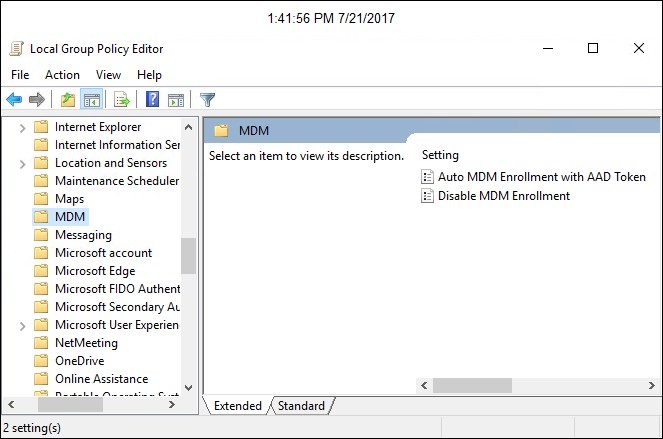 1:41:56 PM 7/21/2017
Local Group Policy Editor
File Action View Help
Internet Explorer
Internet Information Ser
Location and Sensors
Maintenance Scheduler
Maps
MDM
Messaging
Microsoft account
Microsoft Edge
Microsoft FIDO Authent
Microsoft Secondary Au
Microsoft User Experien
NetMeeting
OneDrive
Online Assistance
Portable Operating Syst
MDM
Select an item to view its description.
Setting
Auto MDM Enrollment with AAD Token
Disable MDM Enrollment
Extended Standard
2 setting(s)